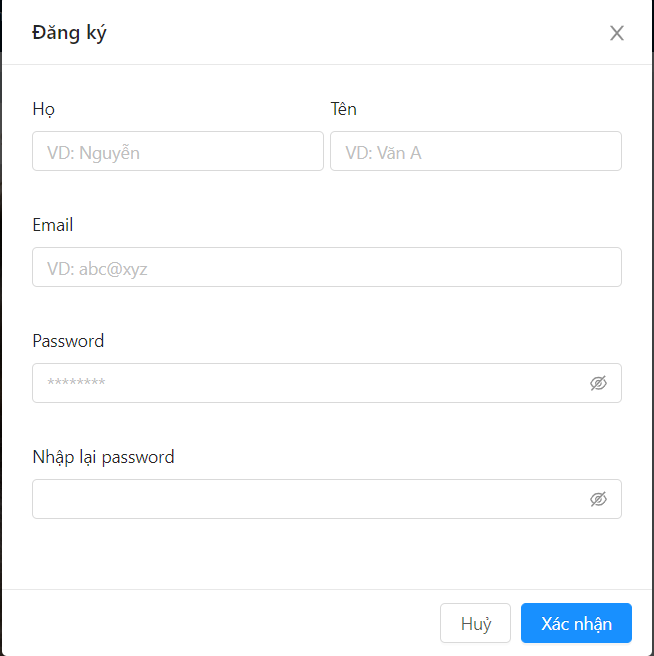 Đăng ký
Họ Tên
VD: Nguyễn VD: Văn A
Email
VD: abc@xyz
Password
********
Nhập lại password
Huỷ Xác nhận